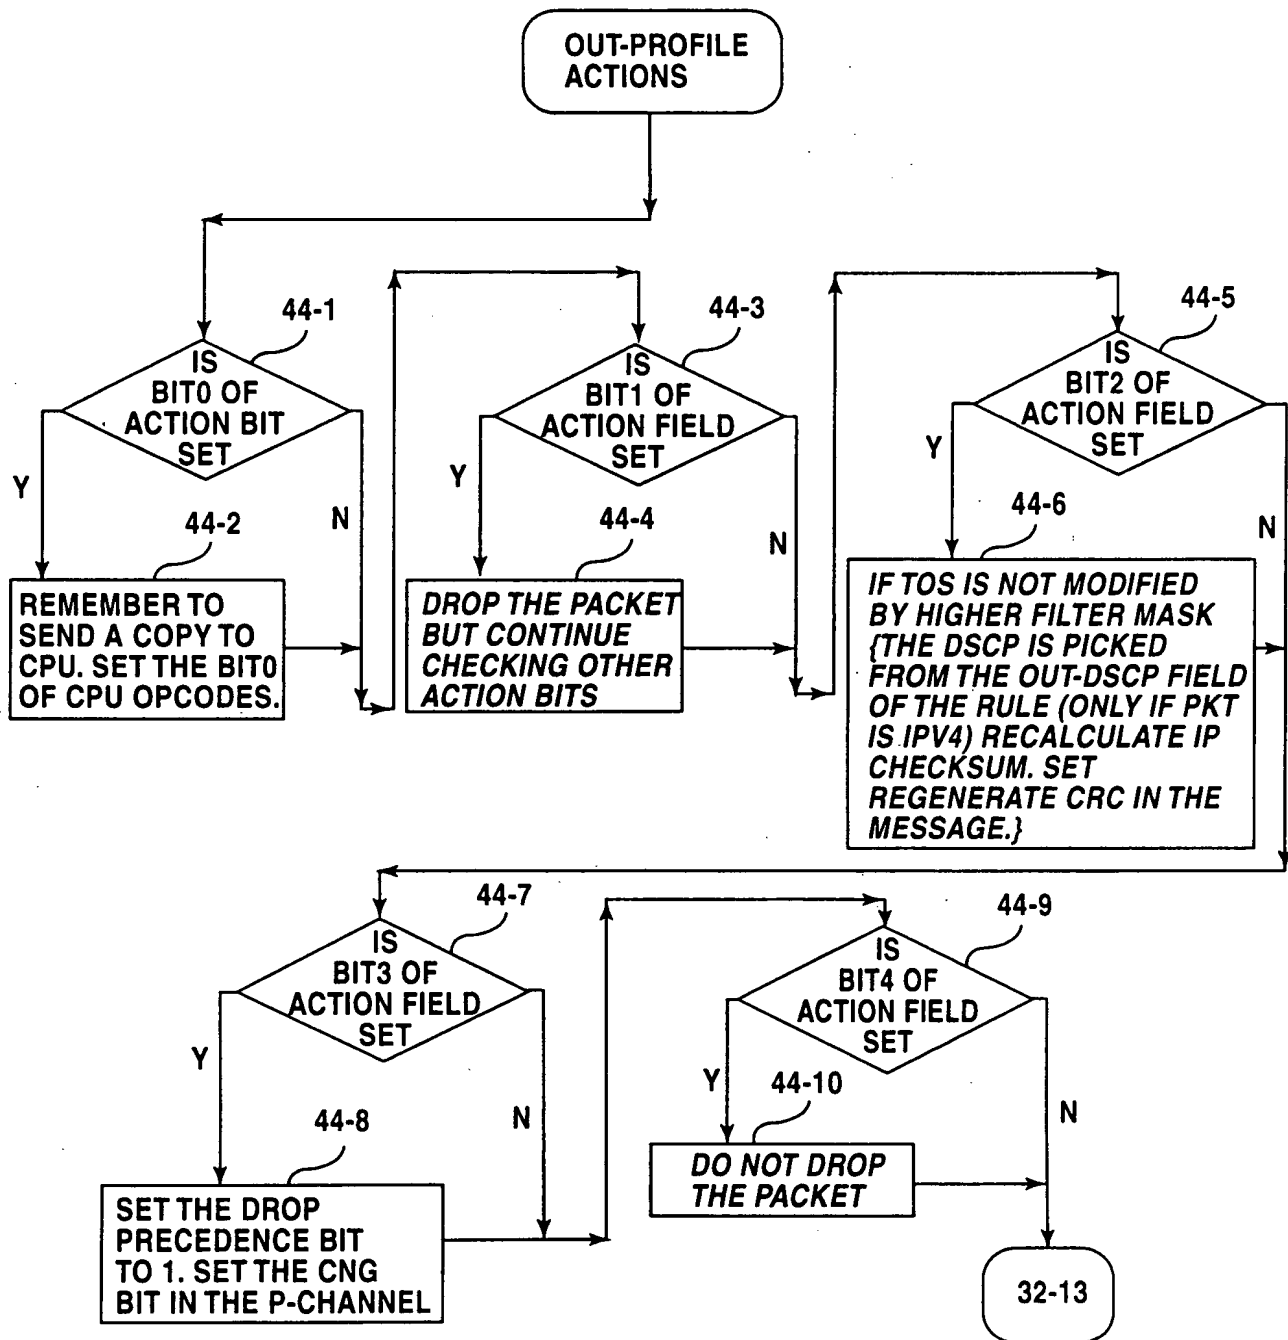 OUT-PROFILE
ACTIONS
44-1
IS
BIT0 OF
ACTION BIT
SET
Y
N
44-2
REMEMBER TO
SEND A COPY TO
CPU. SET THE BIT0
OF CPU OPCODES.
44-3
IS
BIT1 OF
ACTION FIELD
SET
Y
N
44-4
DROP THE PACKET
BUT CONTINUE
CHECKING OTHER
ACTION BITS
44-5
IS
BIT2 OF
ACTION FIELD
SET
Y
N
44-6
IF TOS IS NOT MODIFIED
BY HIGHER FILTER MASK
{THE DSCP IS PICKED
FROM THE OUT-DSCP FIELD
OF THE RULE (ONLY IF PKT
IS IPV4) RECALCULATE IP
CHECKSUM. SET
REGENERATE CRC IN THE
MESSAGE.}
44-7
IS
BIT3 OF
ACTION FIELD
SET
Y
N
44-8
SET THE DROP
PRECEDENCE BIT
TO 1. SET THE CNG
BIT IN THE P-CHANNEL
44-9
IS
BIT4 OF
ACTION FIELD
SET
Y
N
44-10
DO NOT DROP
THE PACKET
32-13